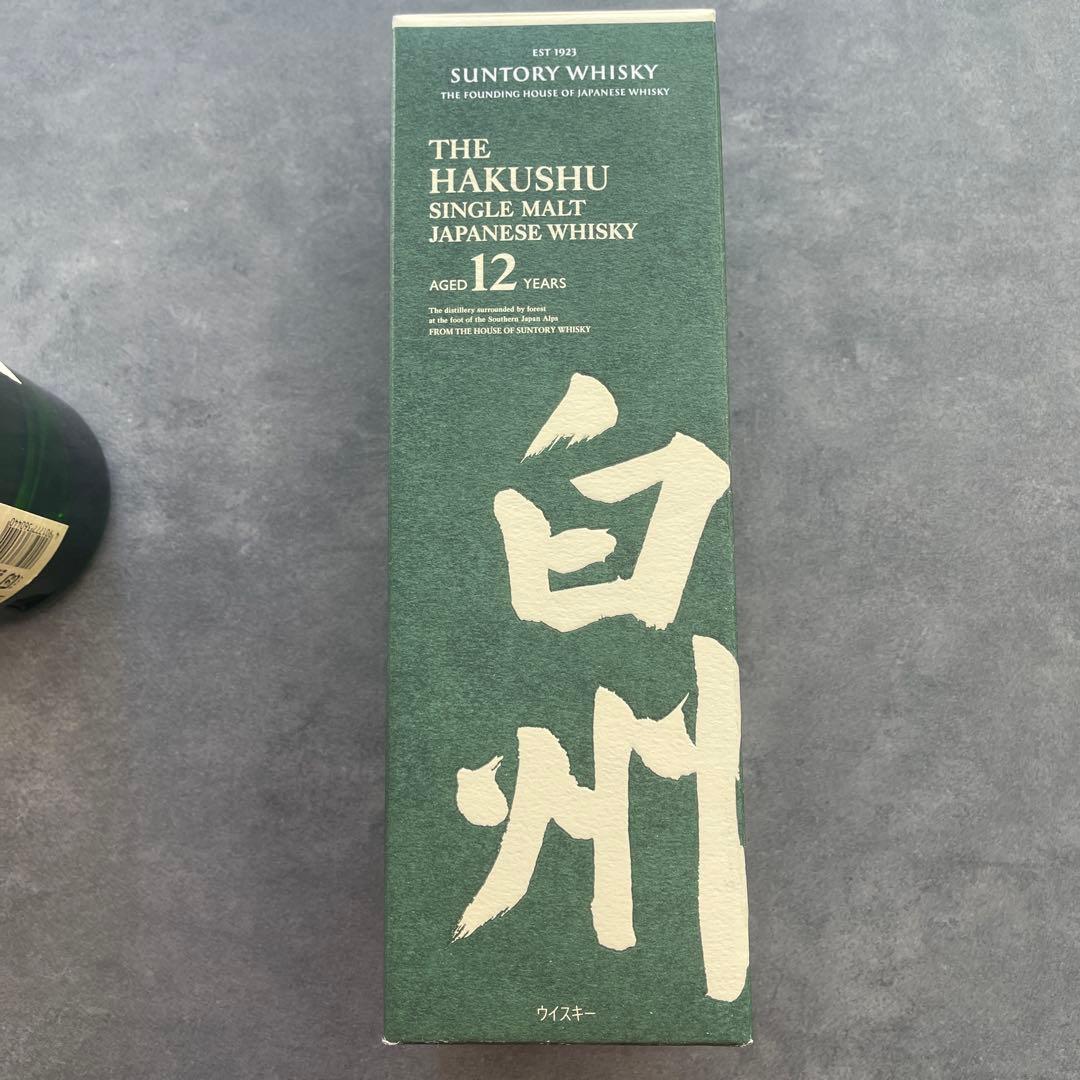 EST 1923
SUNTORY WHISKY
THE FOUNDING HOUSE OF JAPANESE WHISKY
THE
HAKUSHU
SINGLE MALT
JAPANESE WHISKY
AGED 12 YEARS
The distillery surrounded by forest
at the foot of the Southern Japan Alps
FROM THE HOUSE OF SUNTORY WHISKY
白州
ウイスキー